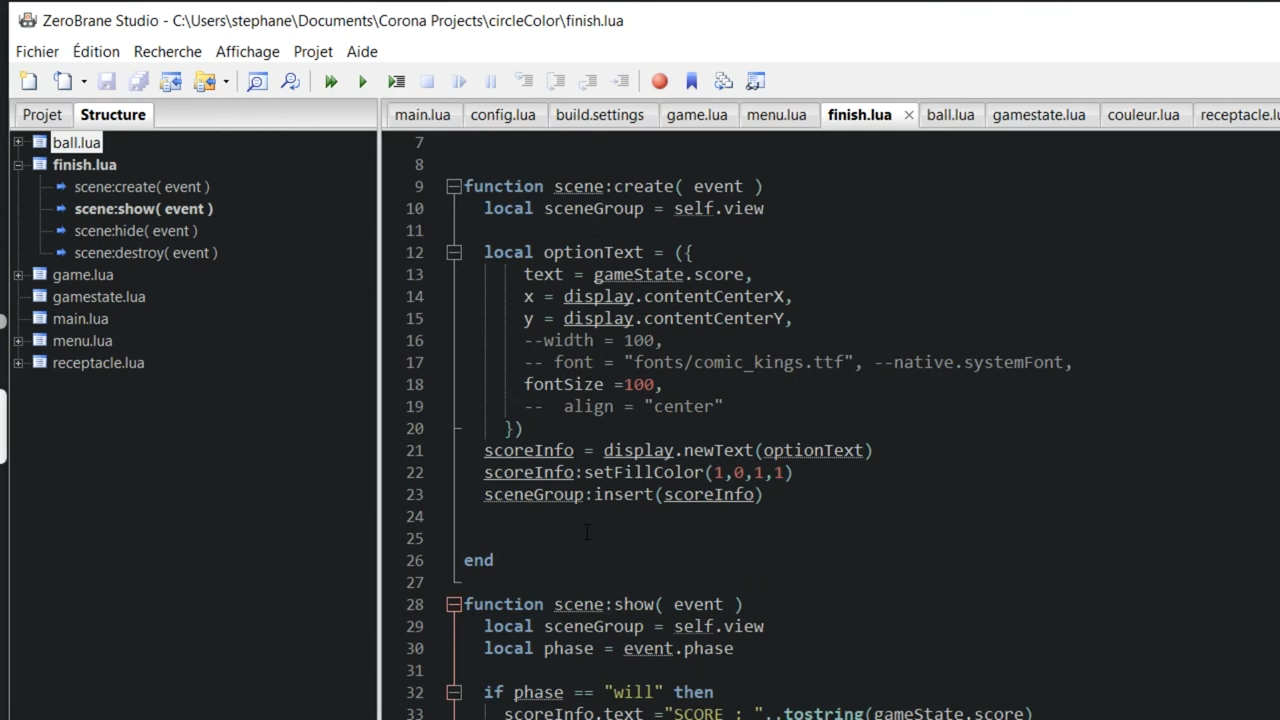 ZeroBrane Studio - C:\Users\stephane\Documents\Corona Projects\circleColor\finish.lua
Fichier Édition Recherche Affichage Projet Aide
Projet Structure
main.lua config.lua build.settings game.lua menu.lua finish.lua × ball.lua gamestate.lua couleur.lua receptacle.lu
ball.lua
finish.lua
scene:create( event )
scene:show( event )
scene:hide( event )
scene:destroy( event )
game.lua
gamestate.lua
main.lua
menu.lua
receptacle.lua
7
8
9 function scene:create( event )
10 local sceneGroup = self.view
11
12 local optionText = ({
13 text = gameState.score,
14 x = display.contentCenterX,
15 y = display.contentCenterY,
16 --width = 100,
17 -- font = "fonts/comic_kings.ttf", --native.systemFont,
18 fontSize =100,
19 --  align = "center"
20 })
21 scoreInfo = display.newText(optionText)
22 scoreInfo:setFillColor(1,0,1,1)
23 sceneGroup:insert(scoreInfo)
24
25
26 end
27
28 function scene:show( event )
29 local sceneGroup = self.view
30 local phase = event.phase
31
32 if phase == "will" then
33 scoreInfo.text ="SCORE : "..tostring(gameState.score)